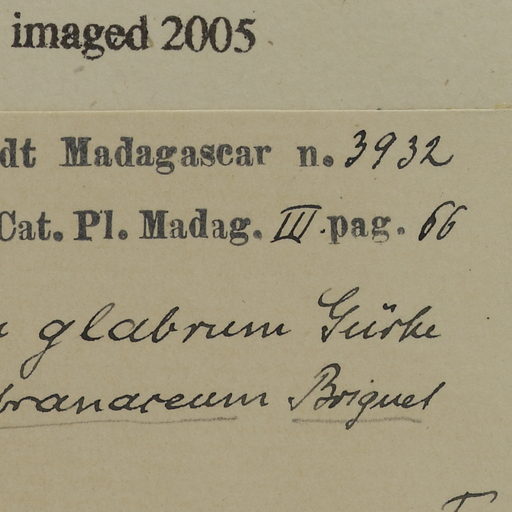 imaged 2005
dt Madagascar n. 3932
Cat. Pl. Madag. III. pag. 66
glabrum Gürke
branaceum Briquet